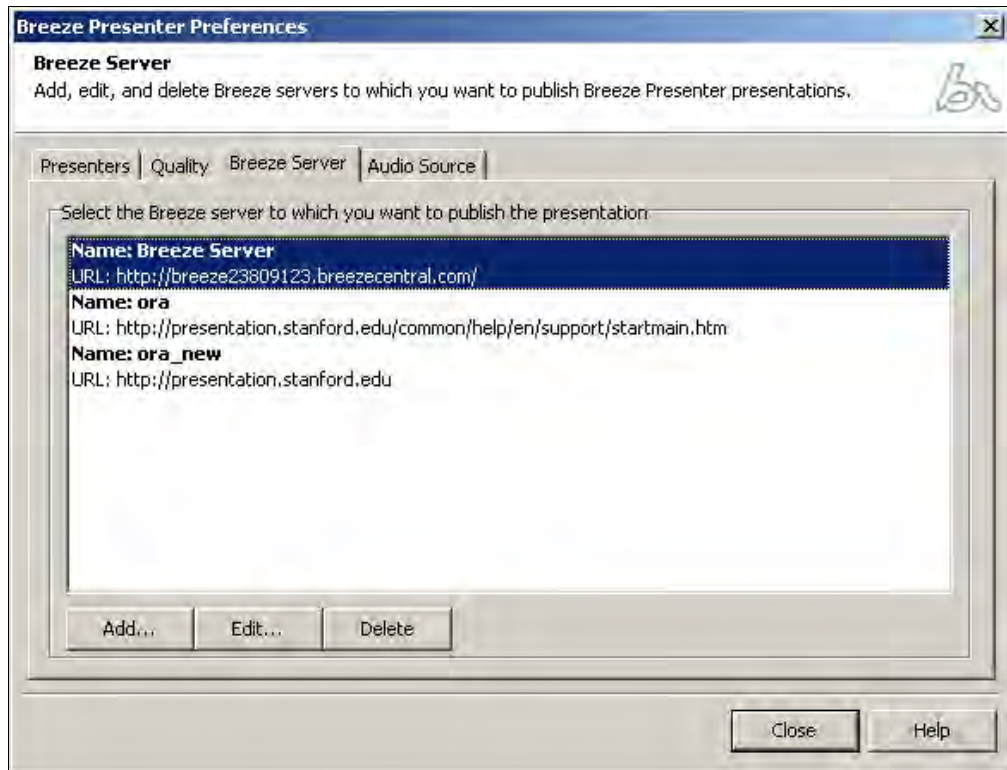 Breeze Presenter Preferences
Breeze Server
Add, edit, and delete Breeze servers to which you want to publish Breeze Presenter presentations.
Presenters Quality Breeze Server Audio Source
Select the Breeze server to which you want to publish the presentation
Name: Breeze Server
URL: http://breeze23809123.breezecentral.com/
Name: ora
URL: http://presentation.stanford.edu/common/help/en/support/startmain.htm
Name: ora_new
URL: http://presentation.stanford.edu
Add... Edit... Delete
Close Help